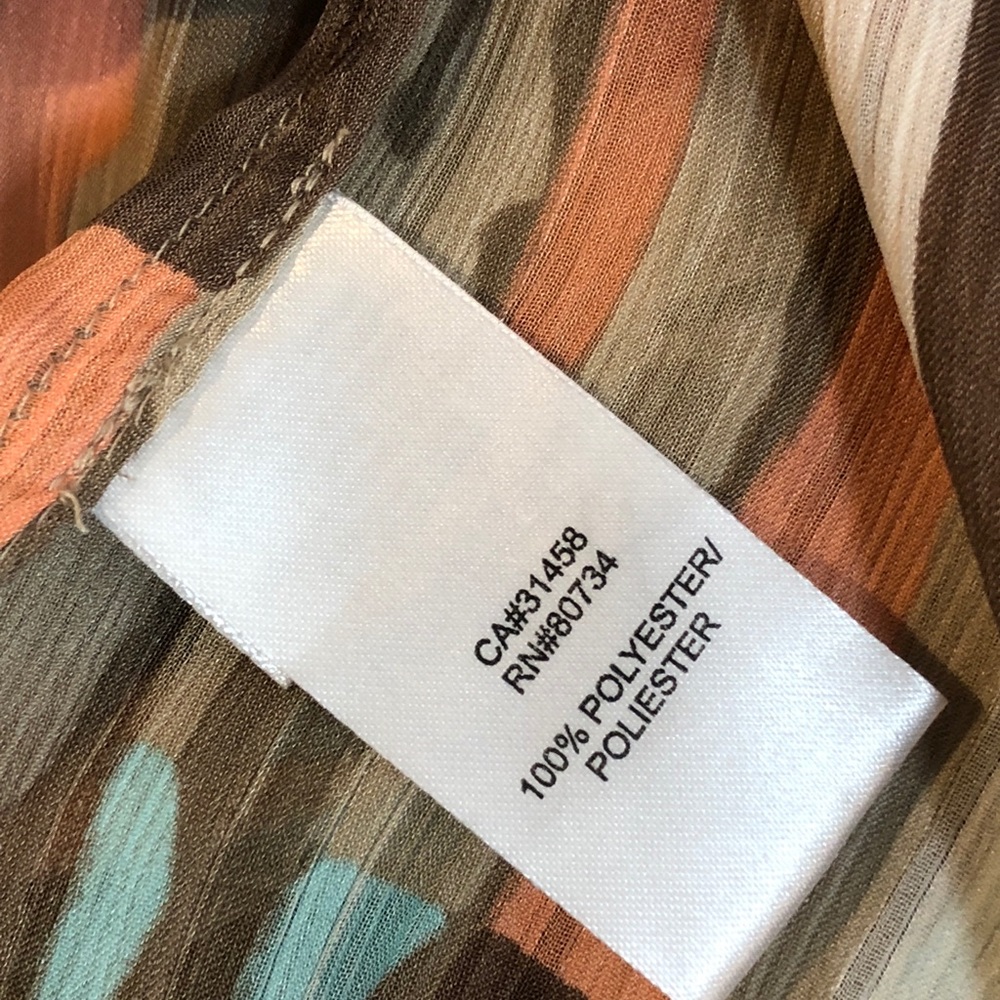 CA#31458
RN#80734
100% POLYESTER/
POLIESTER